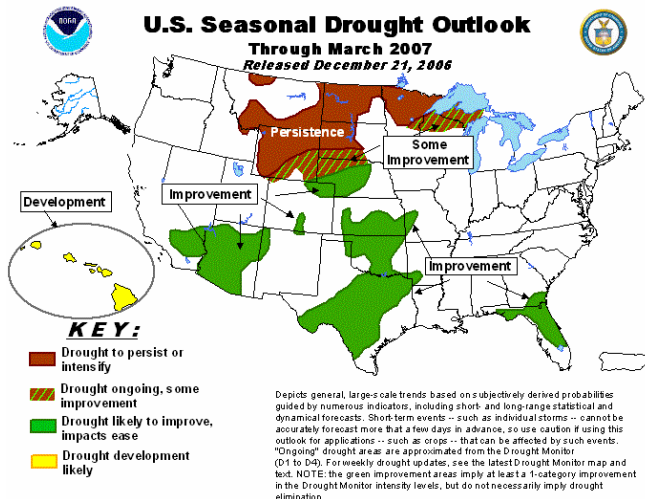 NOAA
U.S. Seasonal Drought Outlook
Through March 2007
Released December 21, 2006
Persistence
Some
Improvement
Improvement
Development
Improvement
KEY:
Drought to persist or
intensify
Drought ongoing, some
improvement
Drought likely to improve,
impacts ease
Drought development
likely
Depicts general, large-scale trends based on subjectively derived probabilities
guided by numerous indicators, including short- and long-range statistical and
dynamical forecasts. Short-term events -- such as individual storms -- cannot be
accurately forecast more that a few days in advance, so use caution if using this
outlook for applications -- such as crops -- that can be affected by such events.
"Ongoing" drought areas are approximated from the Drought Monitor
(D1 to D4). For weekly drought updates, see the latest Drought Monitor map and
text. NOTE: the green improvement areas imply at least a 1-category improvement
in the Drought Monitor intensity levels, but do not necessarily imply drought
elimination.